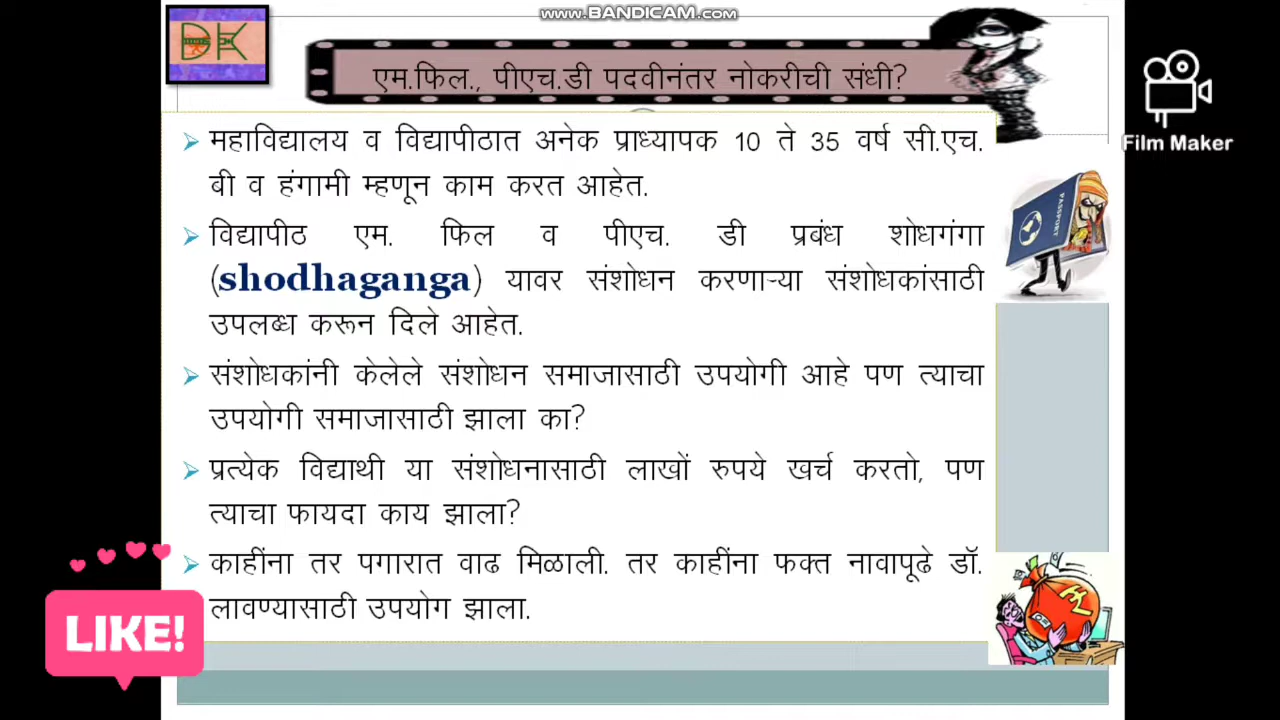 www.BANDICAM.com
DK
एम.फिल., पीएच.डी पदवीनंतर नोकरीची संधी?
Film Maker
महाविद्यालय व विद्यापीठात अनेक प्राध्यापक 10 ते 35 वर्ष सी.एच.
बी व हंगामी म्हणून काम करत आहेत.
PASSPORT
विद्यापीठ एम. फिल व पीएच. डी प्रबंध शोधगंगा
(shodhaganga) यावर संशोधन करणाऱ्या संशोधकांसाठी
उपलब्ध करून दिले आहेत.
संशोधकांनी केलेले संशोधन समाजासाठी उपयोगी आहे पण त्याचा
उपयोगी समाजासाठी झाला का?
प्रत्येक विद्याथी या संशोधनासाठी लाखों रुपये खर्च करतो, पण
त्याचा फायदा काय झाला?
काहींना तर पगारात वाढ मिळाली. तर काहींना फक्त नावापूढे डॉ.
लावण्यासाठी उपयोग झाला.
₹
LIKE!